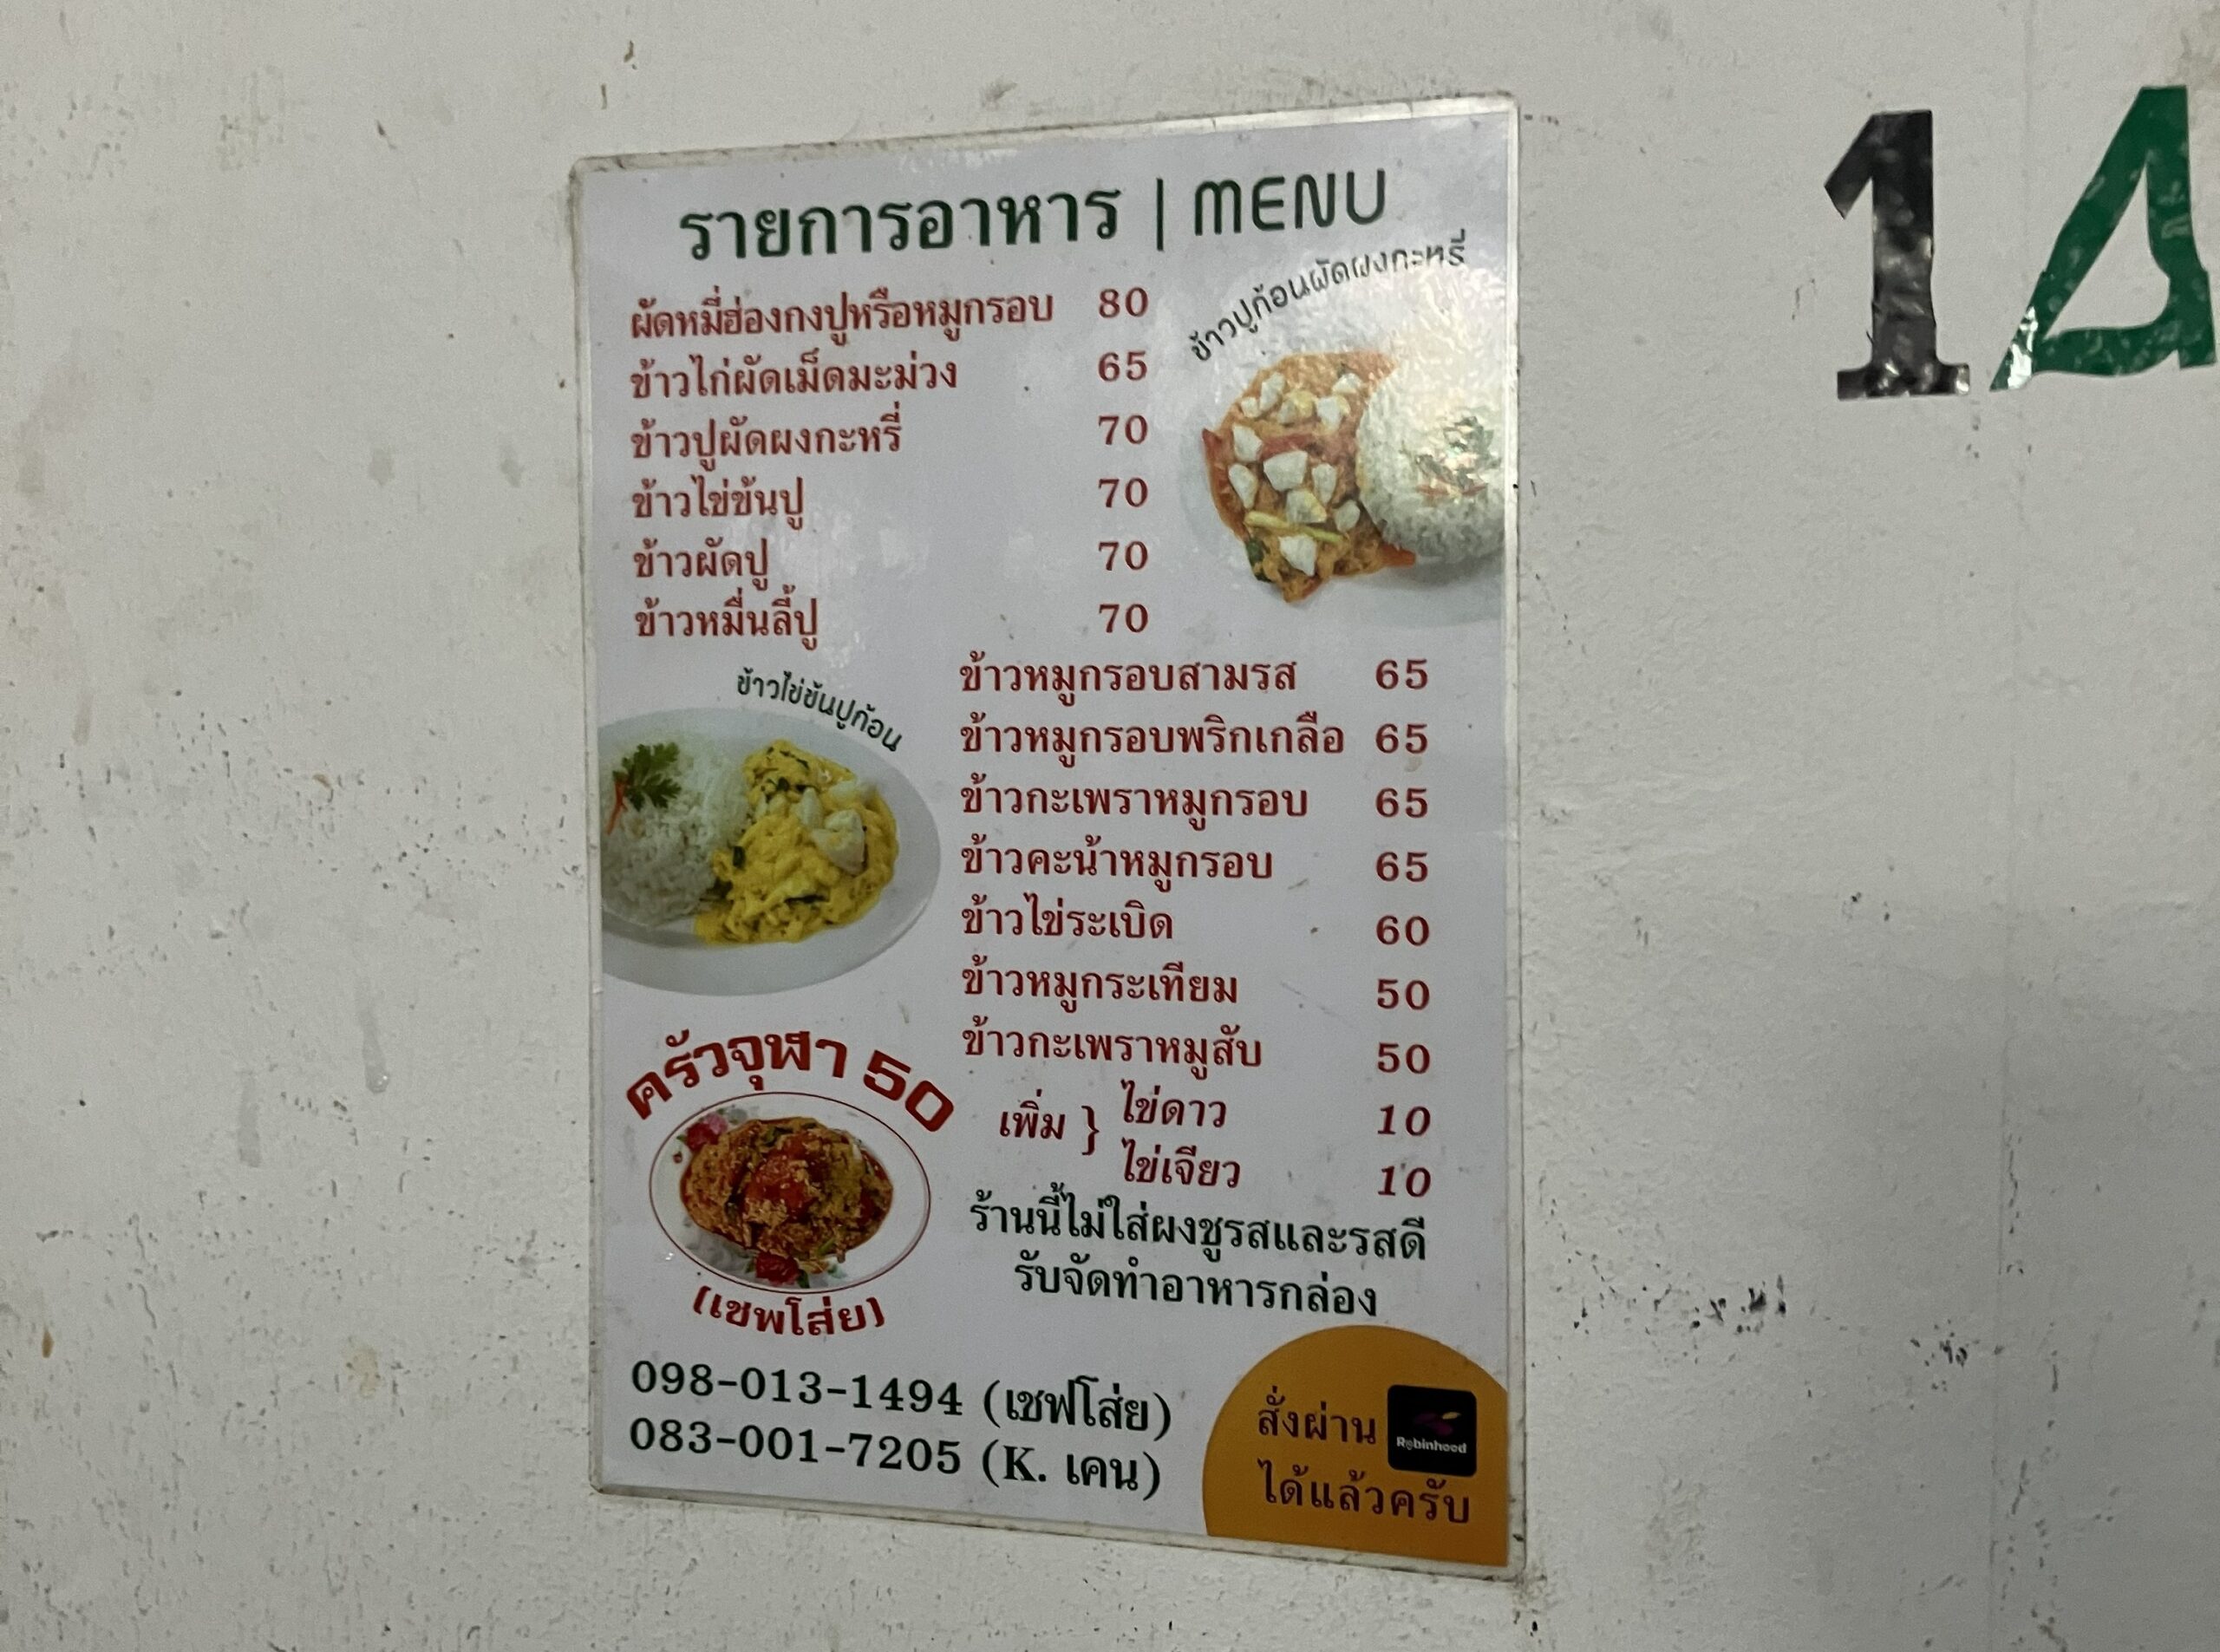 รายการอาหาร | MENU
ผัดหมี่ฮ่องกงปูหรือหมูกรอบ 80
ข้าวไก่ผัดเม็ดมะม่วง 65
ข้าวปูผัดผงกะหรี่ 70
ข้าวไข่ข้นปู 70
ข้าวผัดปู 70
ข้าวหมื่นลี้ปู 70
ข้าวปูก้อนผัดผงกะหรี่
ข้าวไข่ข้นปูก้อน
ข้าวหมูกรอบสามรส 65
ข้าวหมูกรอบพริกเกลือ 65
ข้าวกะเพราหมูกรอบ 65
ข้าวคะน้าหมูกรอบ 65
ข้าวไข่ระเบิด 60
ข้าวหมูกระเทียม 50
ข้าวกะเพราหมูสับ 50
เพิ่ม } ไข่ดาว 10
ไข่เจียว 10
ร้านนี้ไม่ใส่ผงชูรสและรสดี
รับจัดทำอาหารกล่อง
ครัวจุฬา 50
(เชฟโส่ย)
098-013-1494 (เชฟโส่ย)
083-001-7205 (K. เคน)
สั่งผ่าน Robinhood
ได้แล้วครับ
1